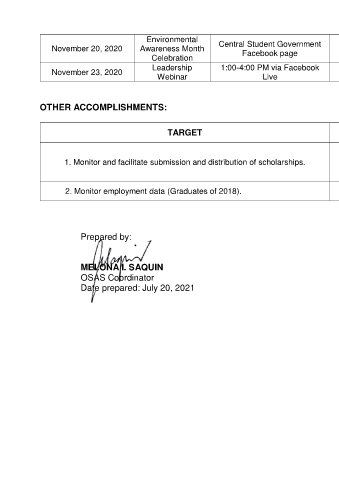 November 20, 2020
Environmental
Awareness Month
Celebration
Central Student Government
Facebook page
November 23, 2020
Leadership
Webinar
1:00-4:00 PM via Facebook
Live
OTHER ACCOMPLISHMENTS:
TARGET
1. Monitor and facilitate submission and distribution of scholarships.
2. Monitor employment data (Graduates of 2018).
Prepared by:
MELONA I. SAQUIN
OSAS Coordinator
Date prepared: July 20, 2021